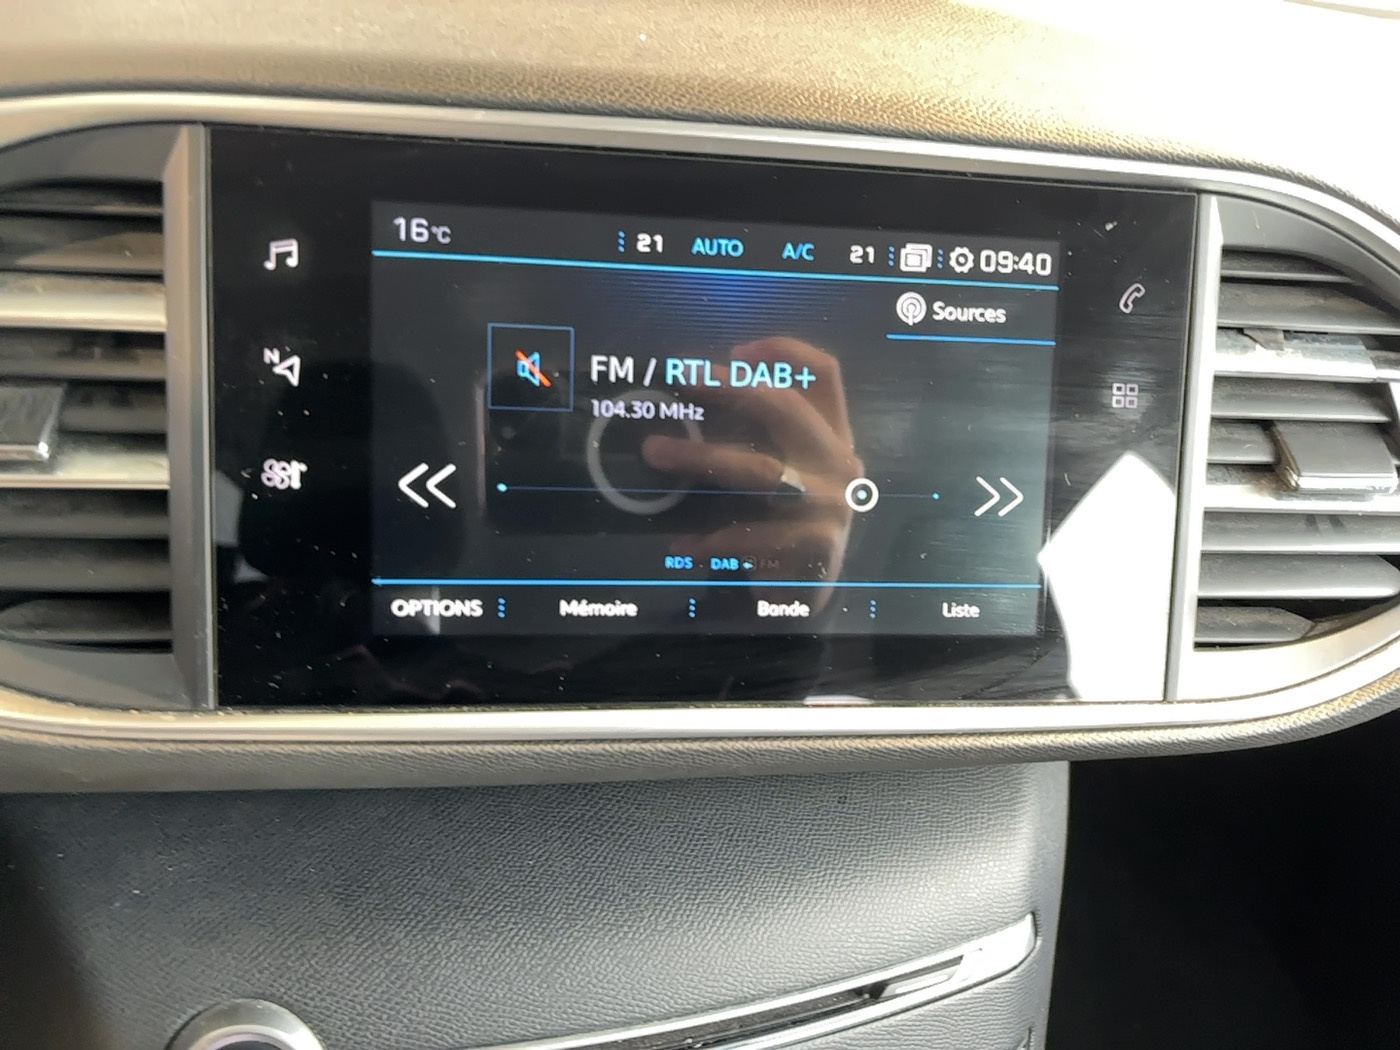 16°C 21 AUTO A/C 21 09:40
Sources
FM / RTL DAB+
104.30 MHz
N
RDS DAB FM
OPTIONS Mémoire Bande Liste